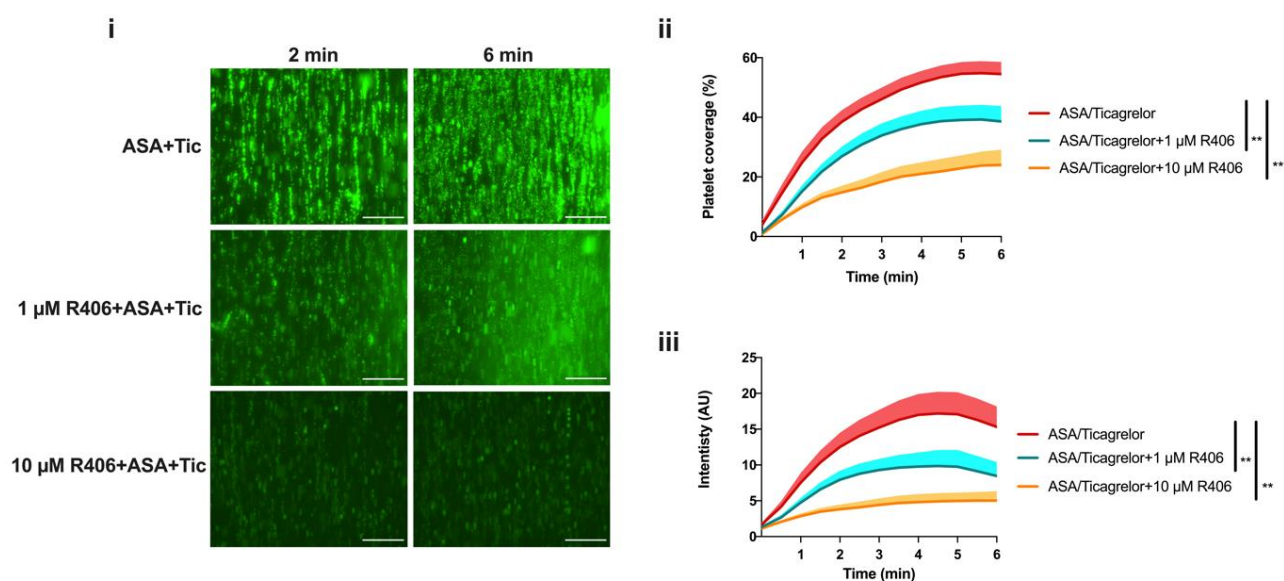 i
2 min
6 min
ASA+Tic
1 µM R406+ASA+Tic
10 µM R406+ASA+Tic
ii
60
40
20
0
Platelet coverage (%)
1 2 3 4 5 6
Time (min)
ASA/Ticagrelor
ASA/Ticagrelor+1 µM R406
ASA/Ticagrelor+10 µM R406
**
**
iii
25
20
15
10
5
0
Intentisty (AU)
1 2 3 4 5 6
Time (min)
ASA/Ticagrelor
ASA/Ticagrelor+1 µM R406
ASA/Ticagrelor+10 µM R406
**
**